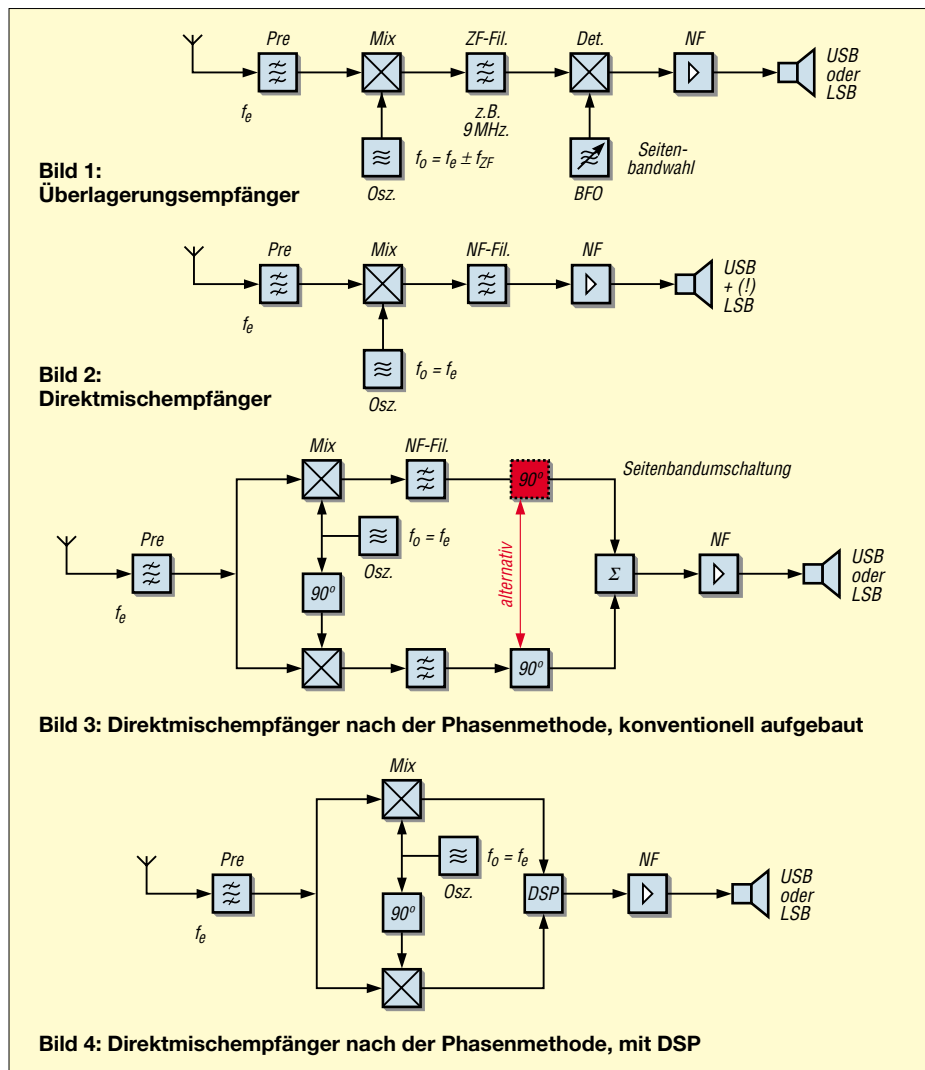 Pre
Mix
ZF-Fil.
Det.
NF
USB
oder
LSB
fe
z.B.
9 MHz.
fo = fe ± fZF
Osz.
BFO
Seiten-
bandwahl
Bild 1:
Überlagerungsempfänger
Pre
Mix
NF-Fil.
NF
USB
+ (!)
LSB
fe
fo = fe
Osz.
Bild 2:
Direktmischempfänger
Mix
NF-Fil.
90º
Seitenbandumschaltung
Pre
fo = fe
Osz.
NF
USB
oder
LSB
fe
90º
alternativ
Σ
90º
Bild 3: Direktmischempfänger nach der Phasenmethode, konventionell aufgebaut
Mix
Pre
fo = fe
Osz.
NF
USB
oder
LSB
fe
90º
DSP
Bild 4: Direktmischempfänger nach der Phasenmethode, mit DSP